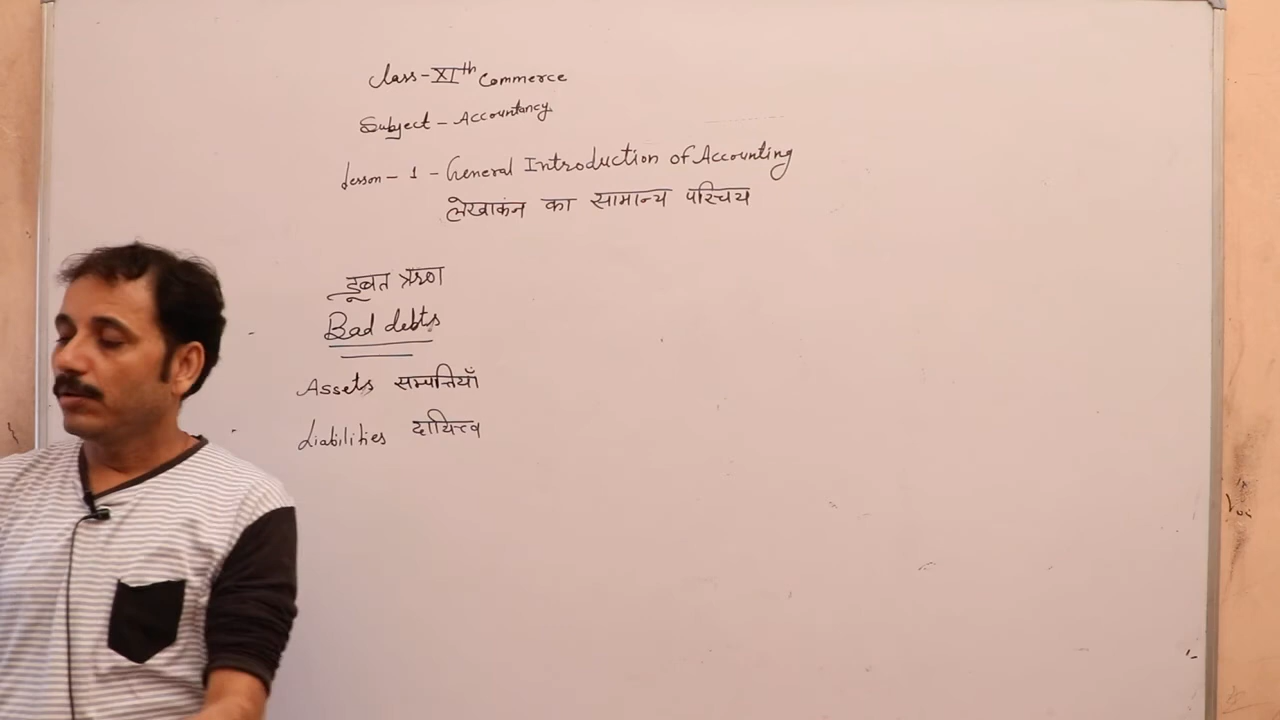 Class - XIth Commerce
Subject - Accountancy
Lesson - 1 - General Introduction of Accounting
लेखाकंन का सामान्य परिचय
डूबत ऋण
Bad debts
Assets सम्पत्तियाँ
Liabilities दायित्व